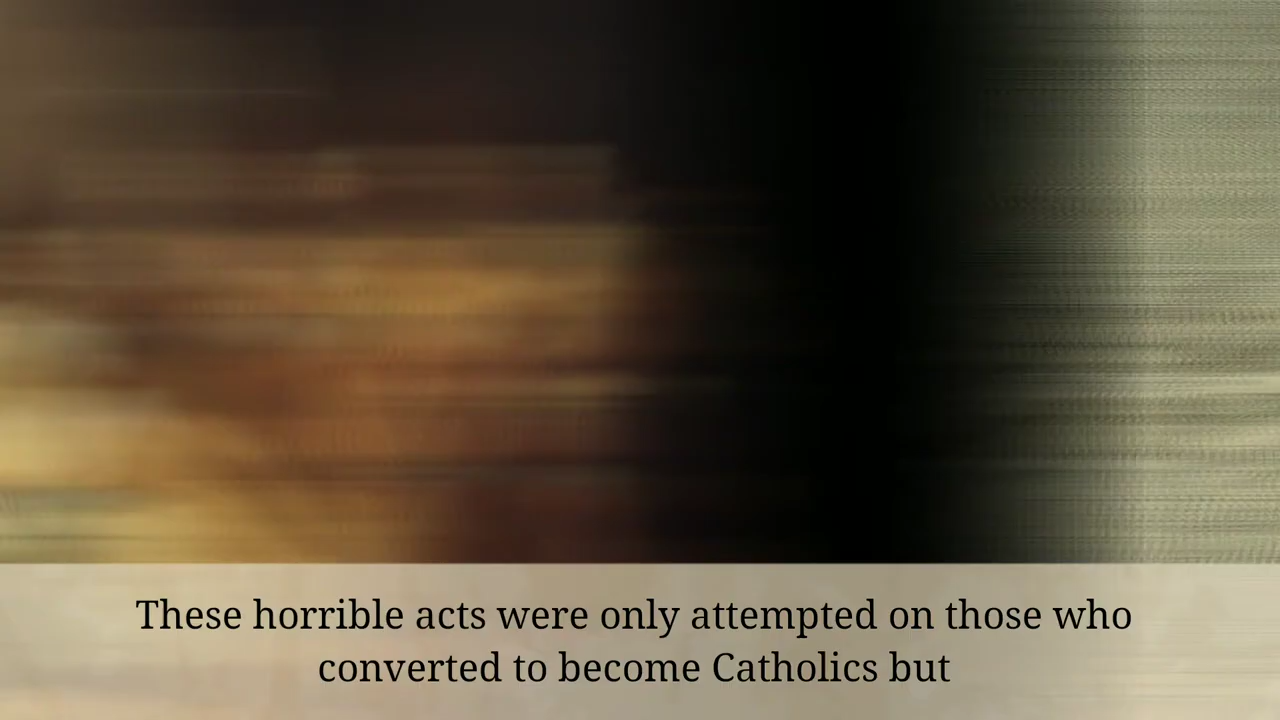 These horrible acts were only attempted on those who
converted to become Catholics but